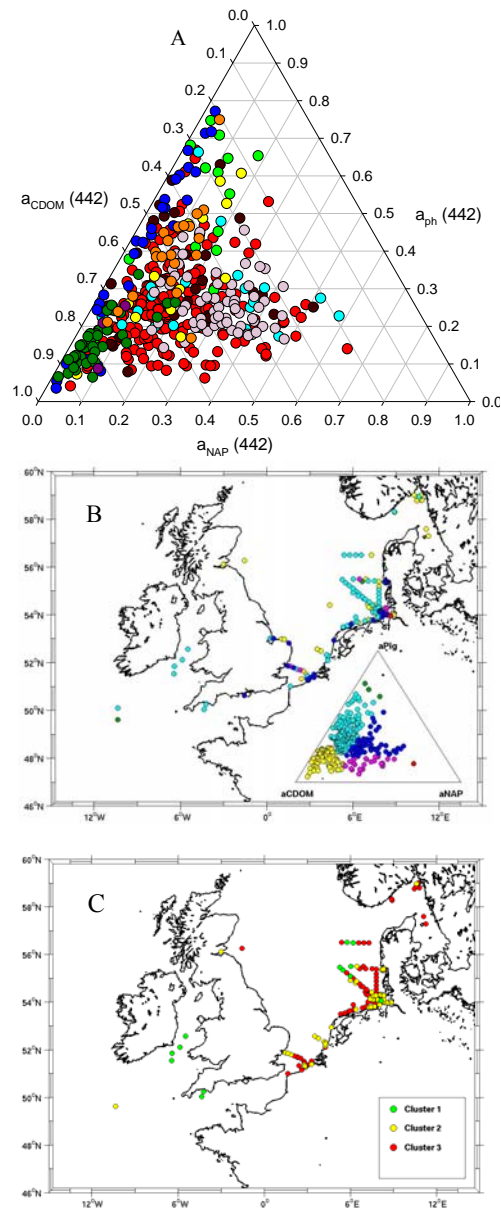 A
0.0
0.1
0.2
0.3
0.4
0.5
0.6
0.7
0.8
0.9
1.0
aCDOM (442)
1.0
0.9
0.8
0.7
0.6
0.5
0.4
0.3
0.2
0.1
0.0
aph (442)
0.0 0.1 0.2 0.3 0.4 0.5 0.6 0.7 0.8 0.9 1.0
aNAP (442)
B
60°N
58°N
56°N
54°N
52°N
50°N
48°N
46°N
12°W 6°W 0° 6°E 12°E
aPig
aCDOM aNAP
C
60°N
58°N
56°N
54°N
52°N
50°N
48°N
46°N
12°W 6°W 0° 6°E 12°E
Cluster 1
Cluster 2
Cluster 3